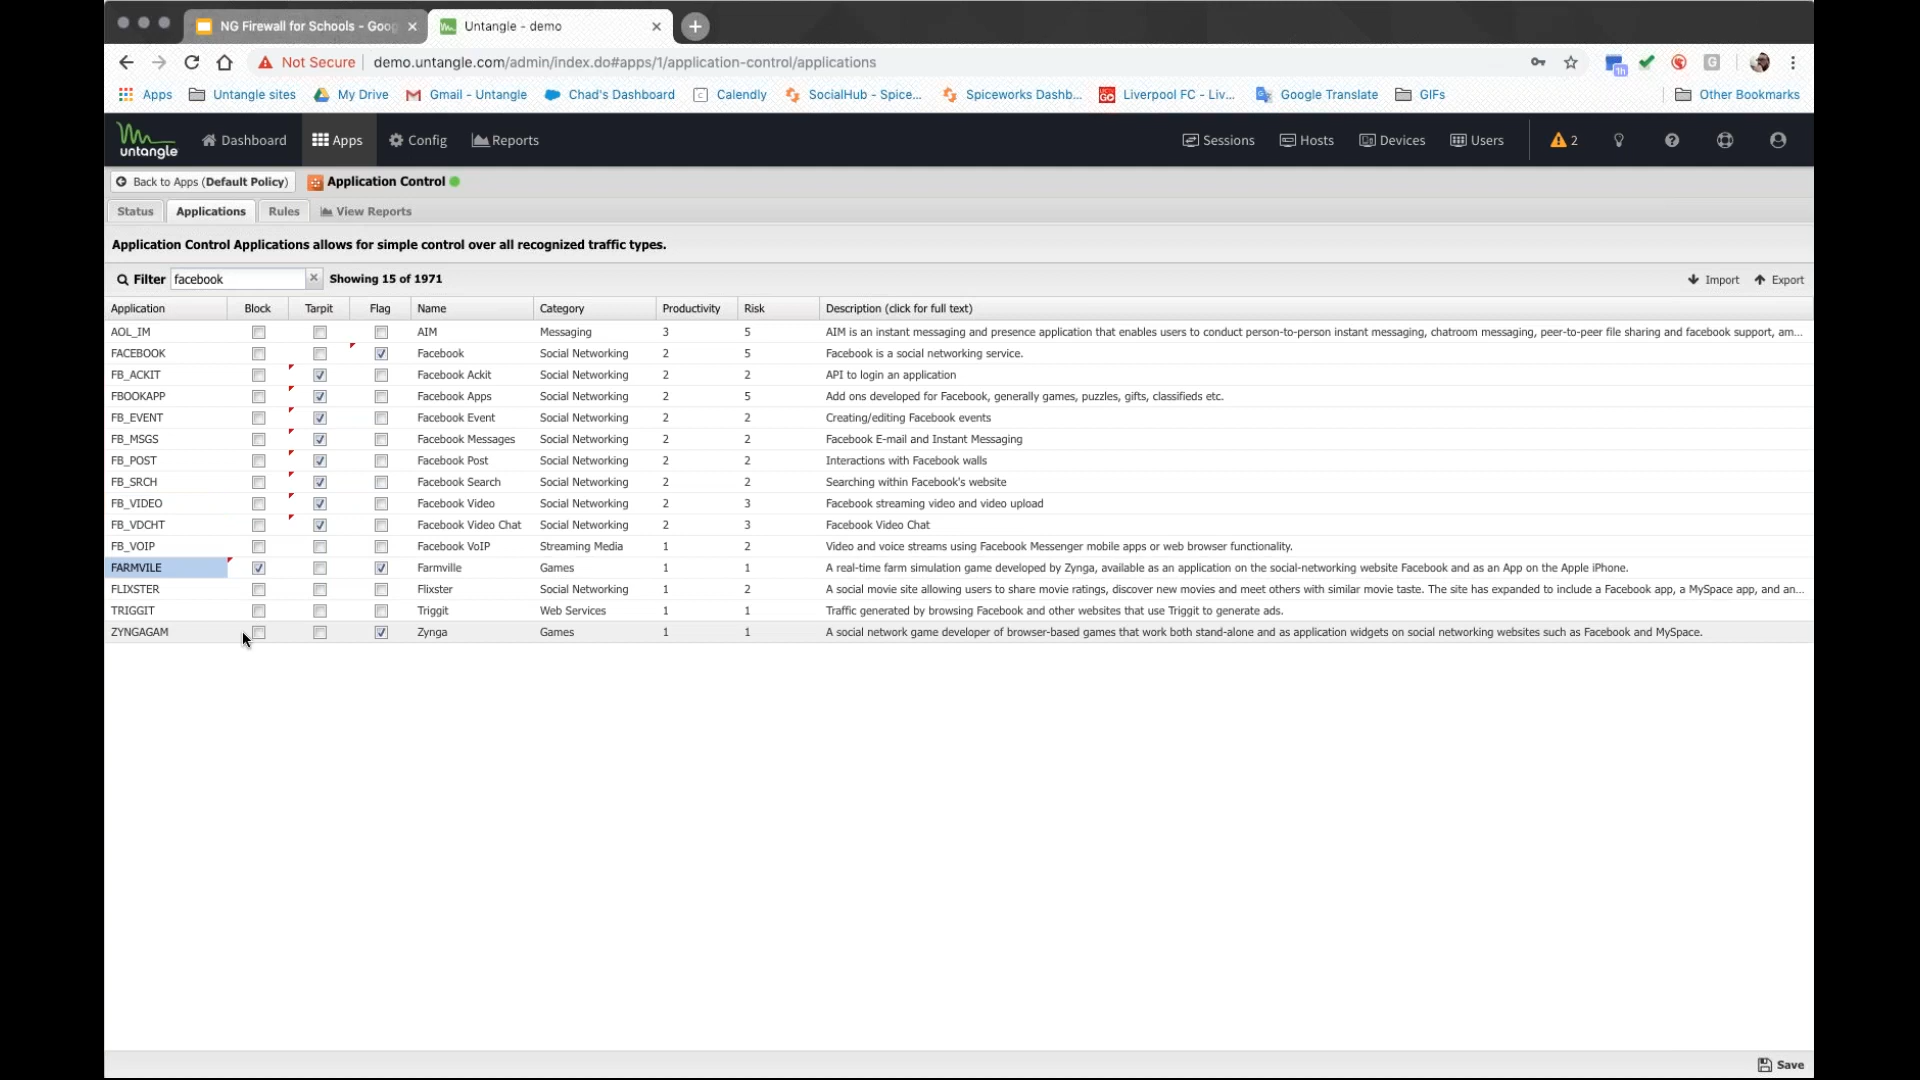 NG Firewall for Schools - Goog
Untangle - demo
Not Secure
demo.untangle.com/admin/index.do#apps/1/application-control/applications
1h
G
Apps
Untangle sites
My Drive
Gmail - Untangle
Chad's Dashboard
Calendly
SocialHub - Spice...
Spiceworks Dashb...
Liverpool FC - Liv...
Google Translate
GIFs
Other Bookmarks
untangle
Dashboard
Apps
Config
Reports
Sessions
Hosts
Devices
Users
2
Back to Apps (Default Policy)
Application Control
Status
Applications
Rules
View Reports
Application Control Applications allows for simple control over all recognized traffic types.
Filter facebook
Showing 15 of 1971
Import
Export
Application Block Tarpit Flag Name Category Productivity Risk Description (click for full text)
AOL_IM AIM Messaging 3 5 AIM is an instant messaging and presence application that enables users to conduct person-to-person instant messaging, chatroom messaging, peer-to-peer file sharing and facebook support, am...
FACEBOOK Facebook Social Networking 2 5 Facebook is a social networking service.
FB_ACKIT Facebook Ackit Social Networking 2 2 API to login an application
FBOOKAPP Facebook Apps Social Networking 2 5 Add ons developed for Facebook, generally games, puzzles, gifts, classifieds etc.
FB_EVENT Facebook Event Social Networking 2 2 Creating/editing Facebook events
FB_MSGS Facebook Messages Social Networking 2 2 Facebook E-mail and Instant Messaging
FB_POST Facebook Post Social Networking 2 2 Interactions with Facebook walls
FB_SRCH Facebook Search Social Networking 2 2 Searching within Facebook's website
FB_VIDEO Facebook Video Social Networking 2 3 Facebook streaming video and video upload
FB_VDCHT Facebook Video Chat Social Networking 2 3 Facebook Video Chat
FB_VOIP Facebook VoIP Streaming Media 1 2 Video and voice streams using Facebook Messenger mobile apps or web browser functionality.
FARMVILE Farmville Games 1 1 A real-time farm simulation game developed by Zynga, available as an application on the social-networking website Facebook and as an App on the Apple iPhone.
FLIXSTER Flixster Social Networking 1 2 A social movie site allowing users to share movie ratings, discover new movies and meet others with similar movie taste. The site has expanded to include a Facebook app, a MySpace app, and an...
TRIGGIT Triggit Web Services 1 1 Traffic generated by browsing Facebook and other websites that use Triggit to generate ads.
ZYNGAGAM Zynga Games 1 1 A social network game developer of browser-based games that work both stand-alone and as application widgets on social networking websites such as Facebook and MySpace.
Save